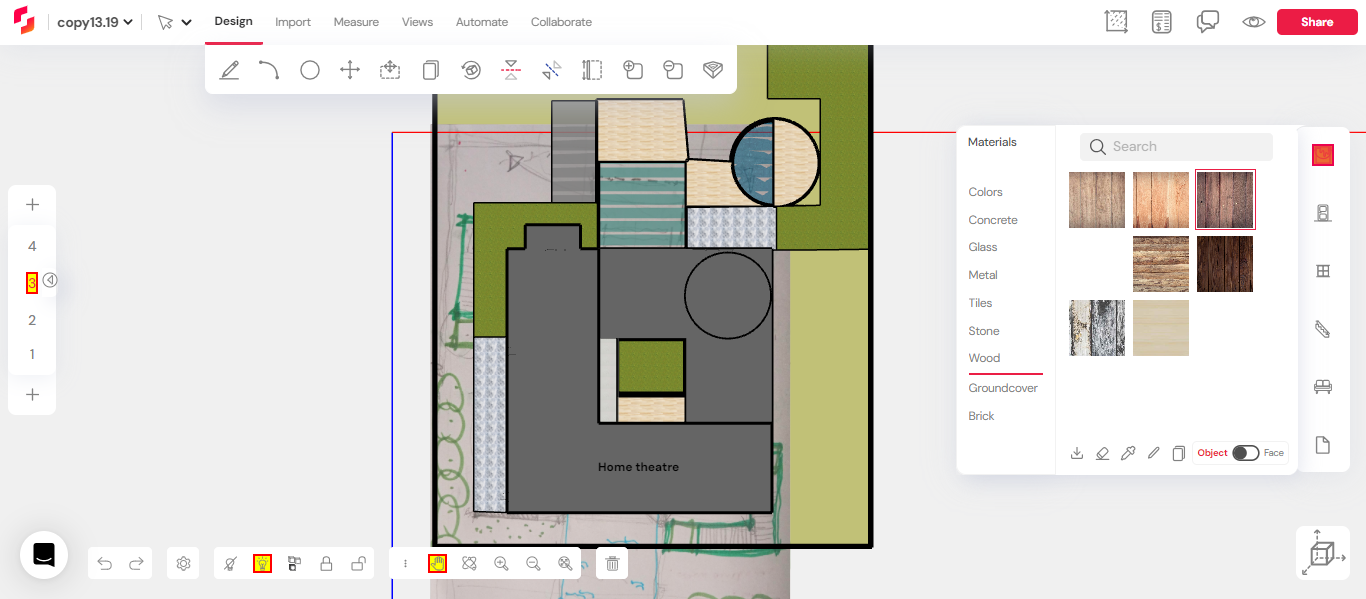 copy13.19
Design
Import
Measure
Views
Automate
Collaborate
Share
4
3
2
1
Home theatre
Materials
Search
Colors
Concrete
Glass
Metal
Tiles
Stone
Wood
Groundcover
Brick
Object
Face